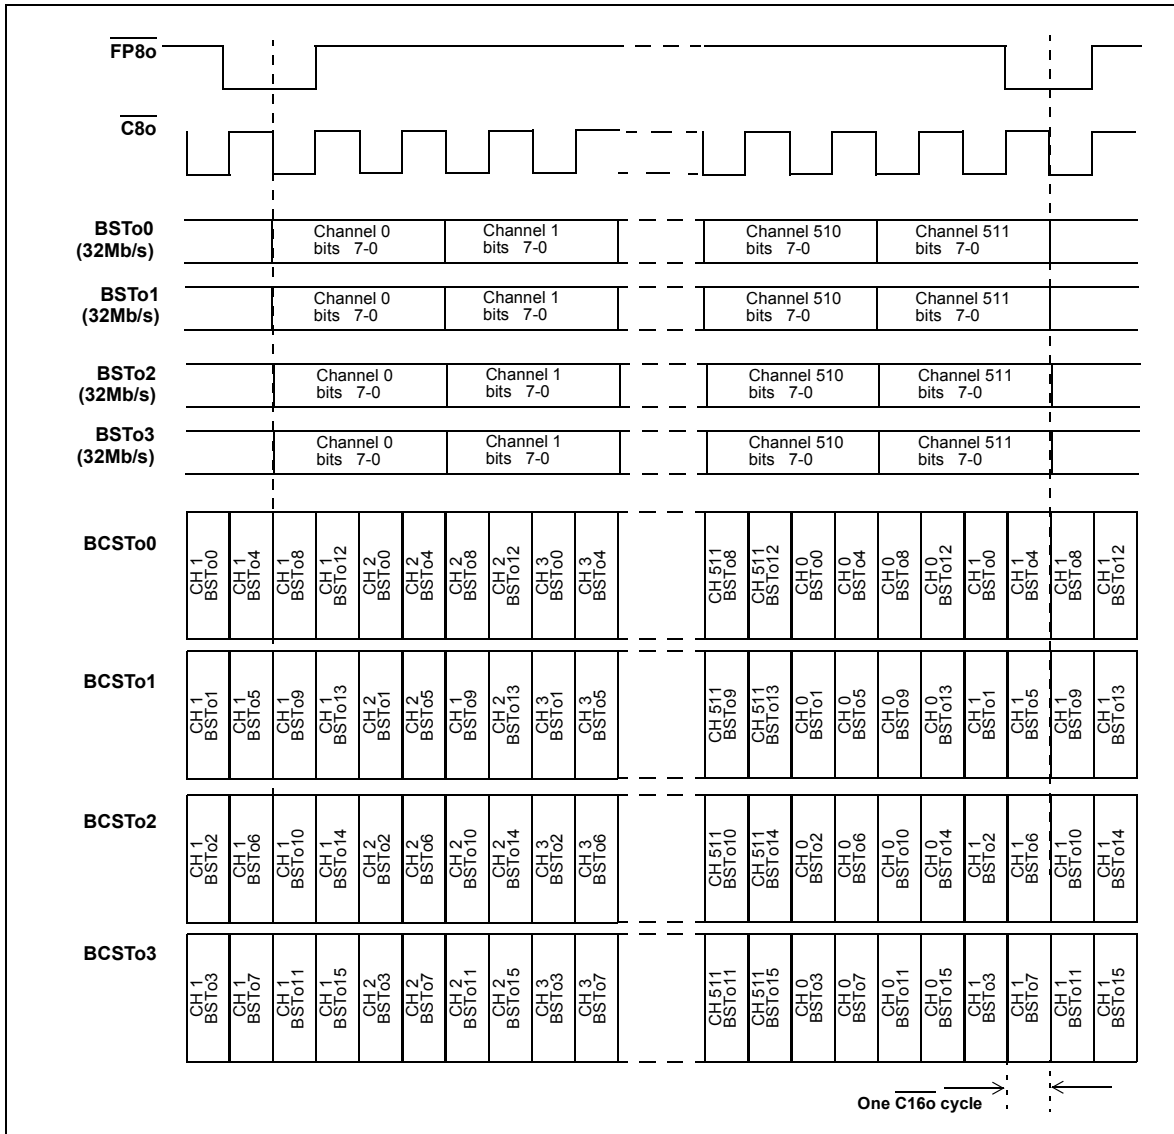 FP8o
C8o
BSTo0
(32Mb/s)
Channel 0
bits 7-0
Channel 1
bits 7-0
Channel 510
bits 7-0
Channel 511
bits 7-0
BSTo1
(32Mb/s)
Channel 0
bits 7-0
Channel 1
bits 7-0
Channel 510
bits 7-0
Channel 511
bits 7-0
BSTo2
(32Mb/s)
Channel 0
bits 7-0
Channel 1
bits 7-0
Channel 510
bits 7-0
Channel 511
bits 7-0
BSTo3
(32Mb/s)
Channel 0
bits 7-0
Channel 1
bits 7-0
Channel 510
bits 7-0
Channel 511
bits 7-0
BCSTo0
CH 1
BSTo0
CH 1
BSTo4
CH 1
BSTo8
CH 1
BSTo12
CH 2
BSTo0
CH 2
BSTo4
CH 2
BSTo8
CH 2
BSTo12
CH 3
BSTo0
CH 3
BSTo4
CH 511
BSTo8
CH 511
BSTo12
CH 0
BSTo0
CH 0
BSTo4
CH 0
BSTo8
CH 0
BSTo12
CH 1
BSTo0
CH 1
BSTo4
CH 1
BSTo8
CH 1
BSTo12
BCSTo1
CH 1
BSTo1
CH 1
BSTo5
CH 1
BSTo9
CH 1
BSTo13
CH 2
BSTo1
CH 2
BSTo5
CH 1
BSTo9
CH 2
BSTo13
CH 3
BSTo1
CH 3
BSTo5
CH 511
BSTo9
CH 511
BSTo13
CH 0
BSTo1
CH 0
BSTo5
CH 0
BSTo9
CH 0
BSTo13
CH 1
BSTo1
CH 1
BSTo5
CH 1
BSTo9
CH 1
BSTo13
BCSTo2
CH 1
BSTo2
CH 1
BSTo6
CH 1
BSTo10
CH 1
BSTo14
CH 2
BSTo2
CH 2
BSTo6
CH 2
BSTo10
CH 2
BSTo14
CH 3
BSTo2
CH 3
BSTo6
CH 511
BSTo10
CH 511
BSTo14
CH 0
BSTo2
CH 0
BSTo6
CH 0
BSTo10
CH 0
BSTo14
CH 1
BSTo2
CH 1
BSTo6
CH 1
BSTo10
CH 1
BSTo14
BCSTo3
CH 1
BSTo3
CH 1
BSTo7
CH 1
BSTo11
CH 1
BSTo15
CH 2
BSTo3
CH 2
BSTo7
CH 2
BSTo11
CH 2
BSTo15
CH 3
BSTo3
CH 3
BSTo7
CH 511
BSTo11
CH 511
BSTo15
CH 0
BSTo3
CH 0
BSTo7
CH 0
BSTo11
CH 0
BSTo15
CH 1
BSTo3
CH 1
BSTo7
CH 1
BSTo11
CH 1
BSTo15
One C16o cycle